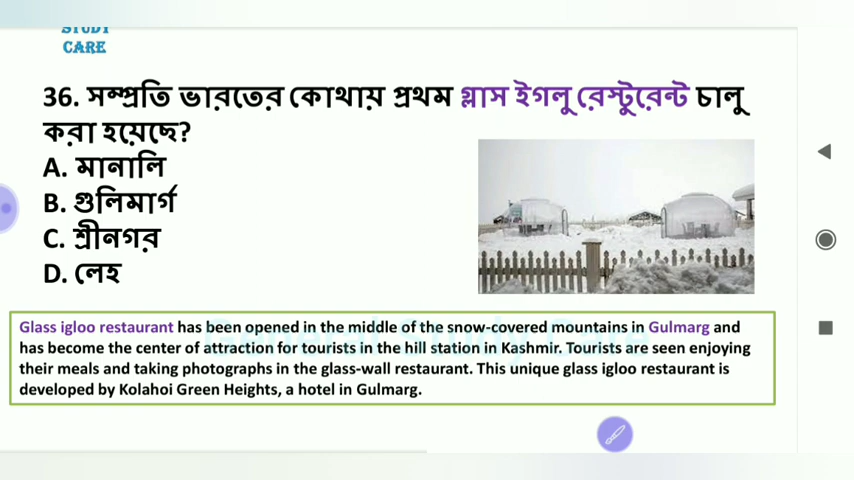 STUDY
CARE
36. সম্প্রতি ভারতের কোথায় প্রথম গ্লাস ইগলু রেস্টুরেন্ট চালু
করা হয়েছে?
A. মানালি
B. গুলিমার্গ
C. শ্রীনগর
D. লেহ
Glass igloo restaurant has been opened in the middle of the snow-covered mountains in Gulmarg and
has become the center of attraction for tourists in the hill station in Kashmir. Tourists are seen enjoying
their meals and taking photographs in the glass-wall restaurant. This unique glass igloo restaurant is
developed by Kolahoi Green Heights, a hotel in Gulmarg.